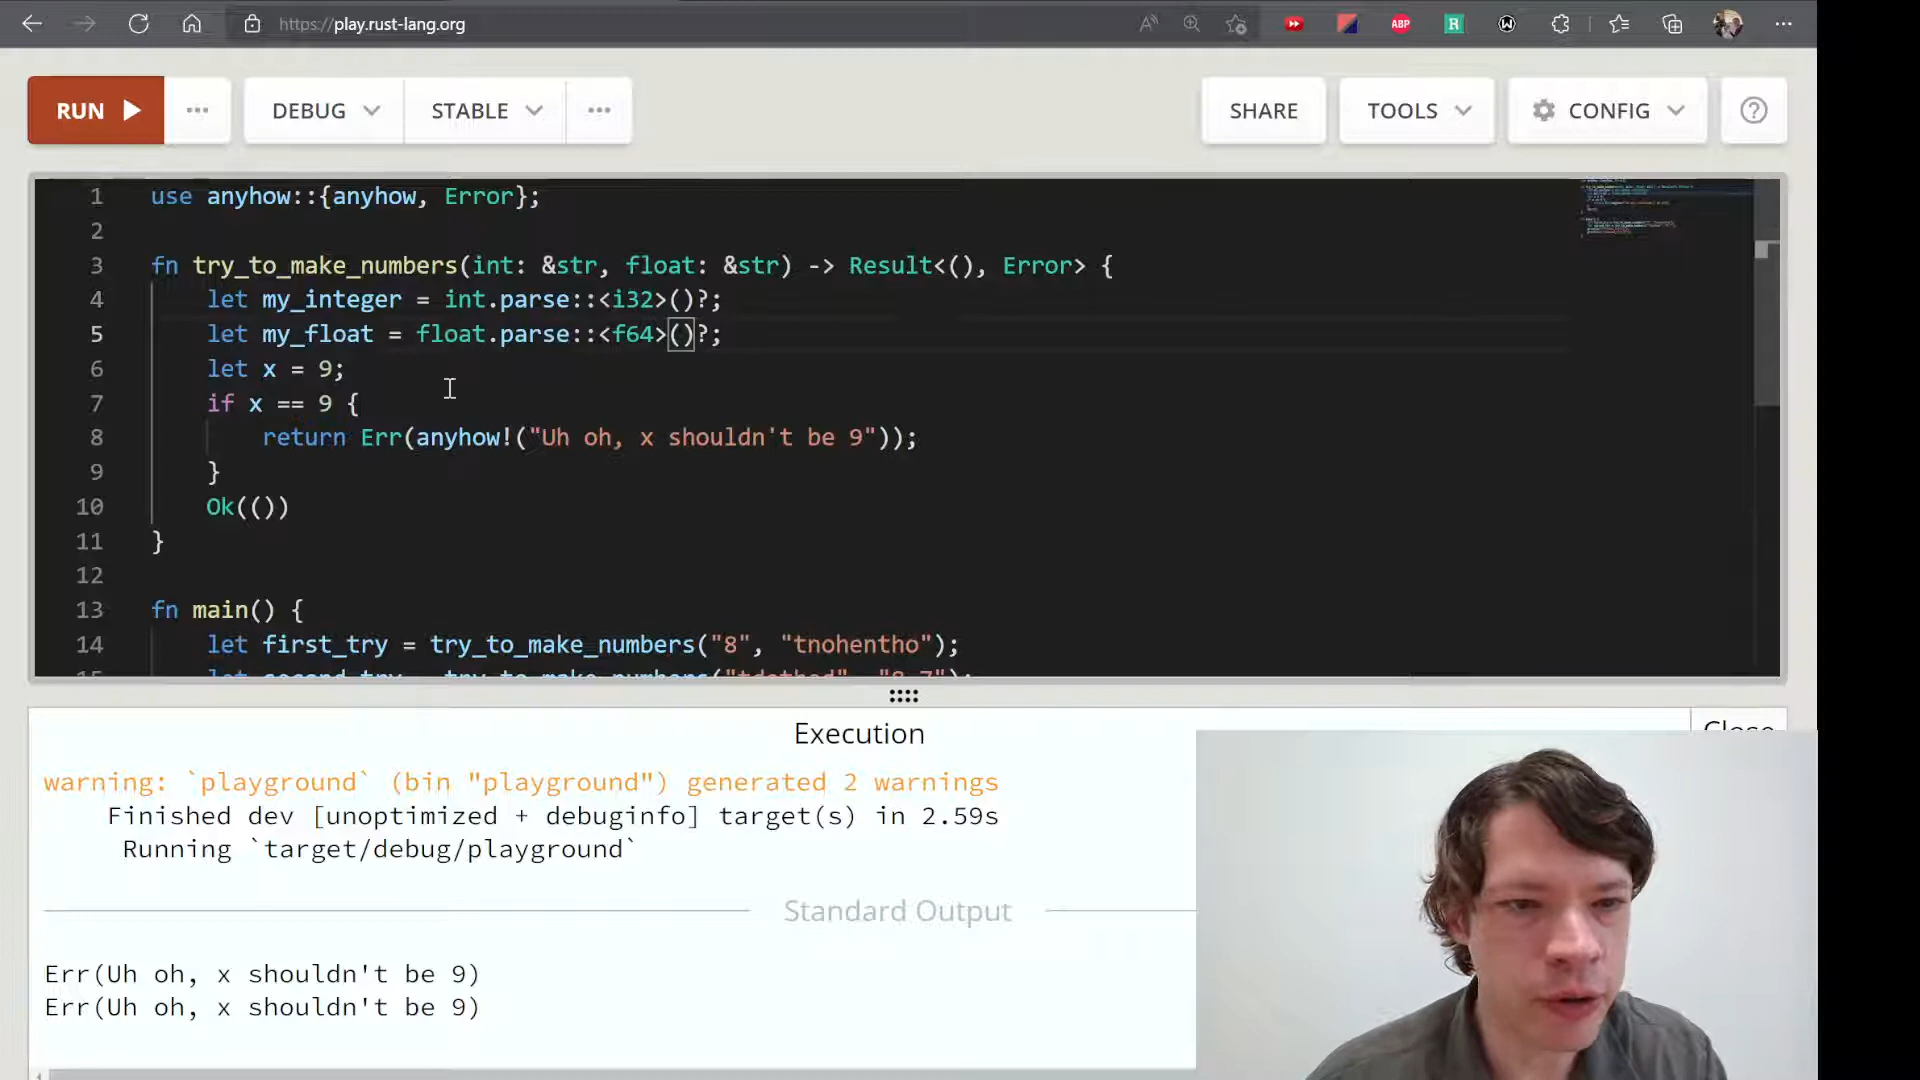 https://play.rust-lang.org
ABP
R
W
RUN
DEBUG
STABLE
SHARE
TOOLS
CONFIG
1 use anyhow::{anyhow, Error};
2
3 fn try_to_make_numbers(int: &str, float: &str) -> Result<(), Error> {
4 let my_integer = int.parse::<i32>()?;
5 let my_float = float.parse::<f64>()?;
6 let x = 9;
7 if x == 9 {
8 return Err(anyhow!("Uh oh, x shouldn't be 9"));
9 }
10 Ok(())
11 }
12
13 fn main() {
14 let first_try = try_to_make_numbers("8", "tnohentho");
15 let second_try = try_to_make_numbers(
Execution
Close
warning: `playground` (bin "playground") generated 2 warnings
Finished dev [unoptimized + debuginfo] target(s) in 2.59s
Running `target/debug/playground`
Standard Output
Err(Uh oh, x shouldn't be 9)
Err(Uh oh, x shouldn't be 9)